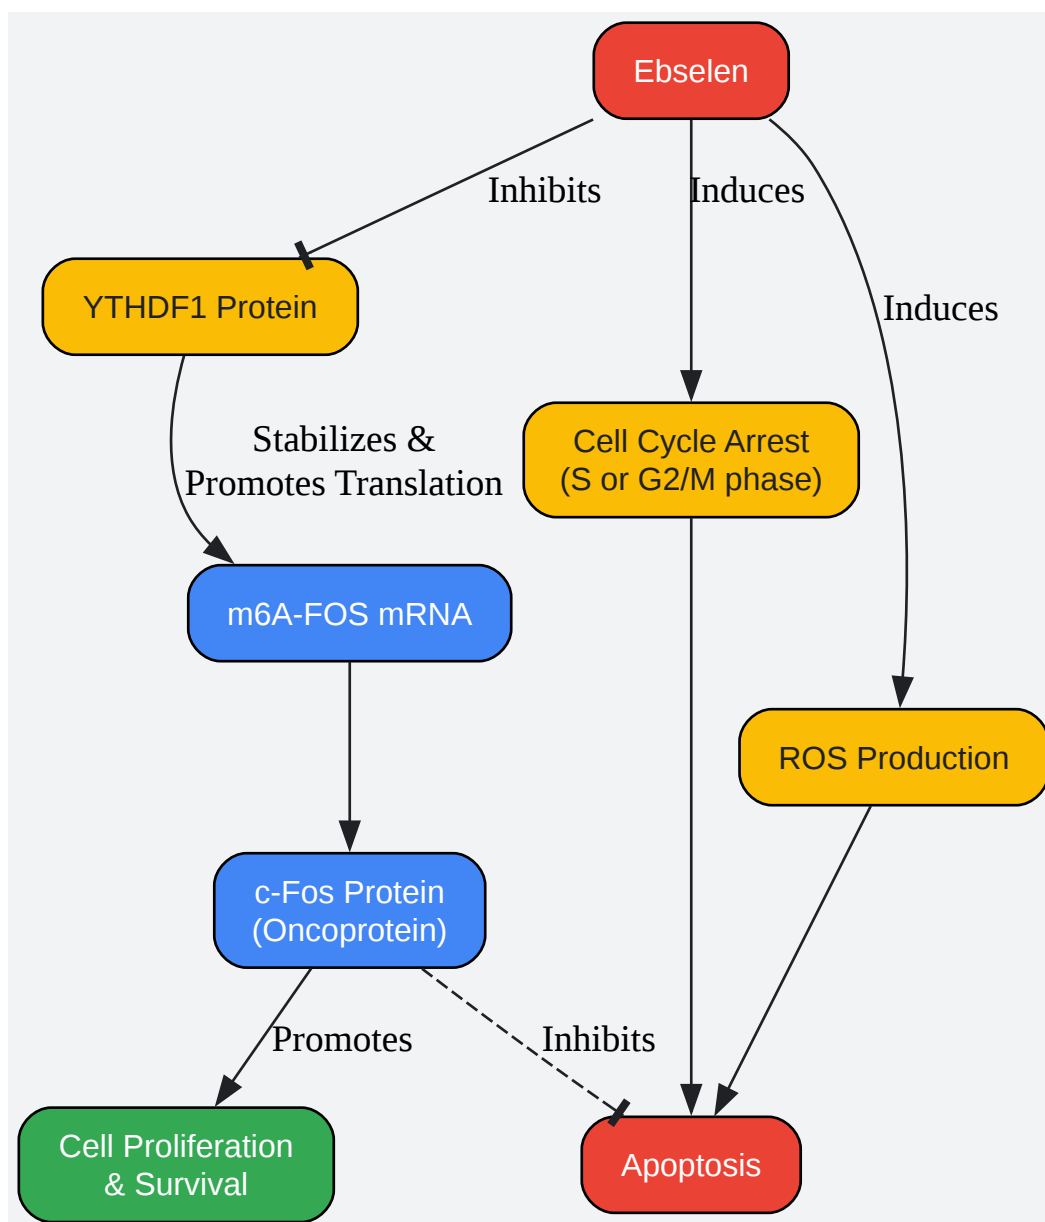 Ebselen
Inhibits
Induces
YTHDF1 Protein
Induces
Stabilizes &
Promotes Translation
Cell Cycle Arrest
(S or G2/M phase)
m6A-FOS mRNA
ROS Production
c-Fos Protein
(Oncoprotein)
Promotes
Inhibits
Cell Proliferation
& Survival
Apoptosis